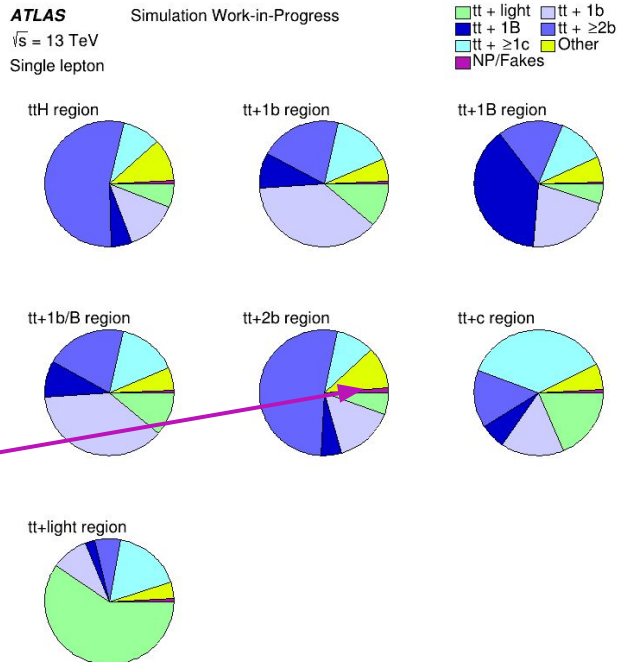 ATLAS Simulation Work-in-Progress
√s = 13 TeV
Single lepton
tt + light tt + 1b
tt + 1B tt + ≥2b
tt + ≥1c Other
NP/Fakes
ttH region tt+1b region tt+1B region
tt+1b/B region tt+2b region tt+c region
tt+light region